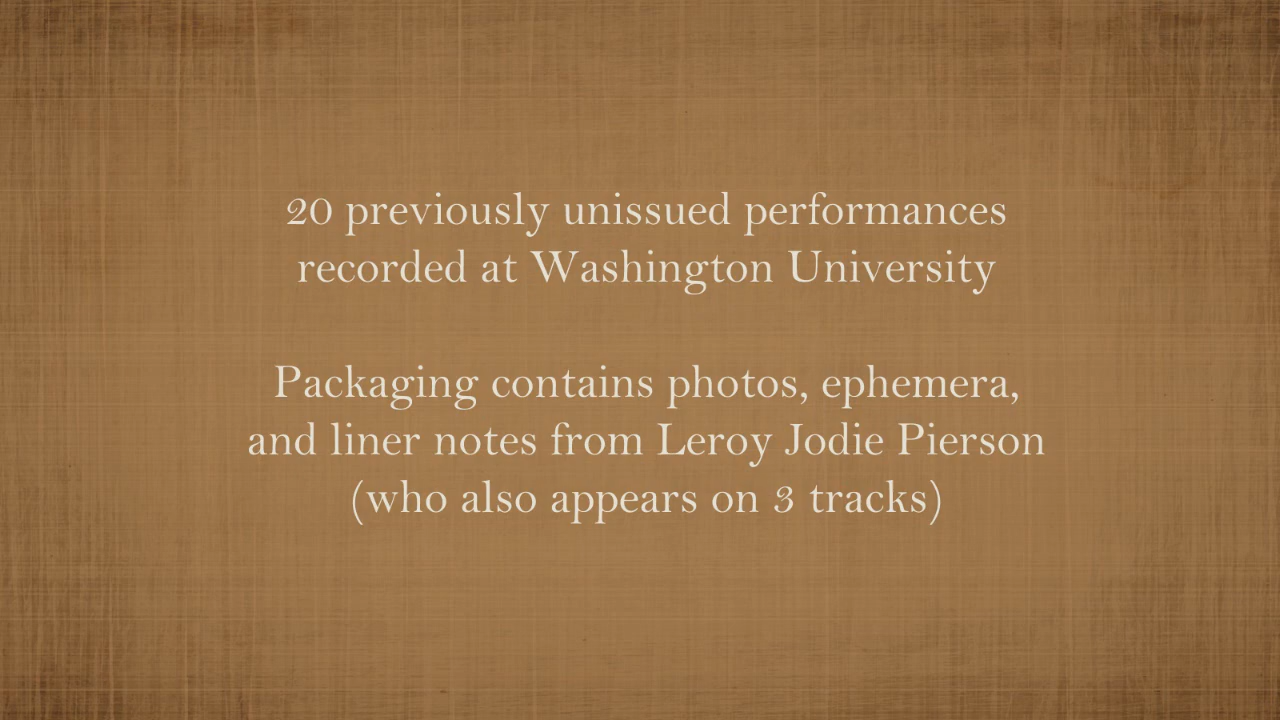 20 previously unissued performances
recorded at Washington University
Packaging contains photos, ephemera,
and liner notes from Leroy Jodie Pierson
(who also appears on 3 tracks)